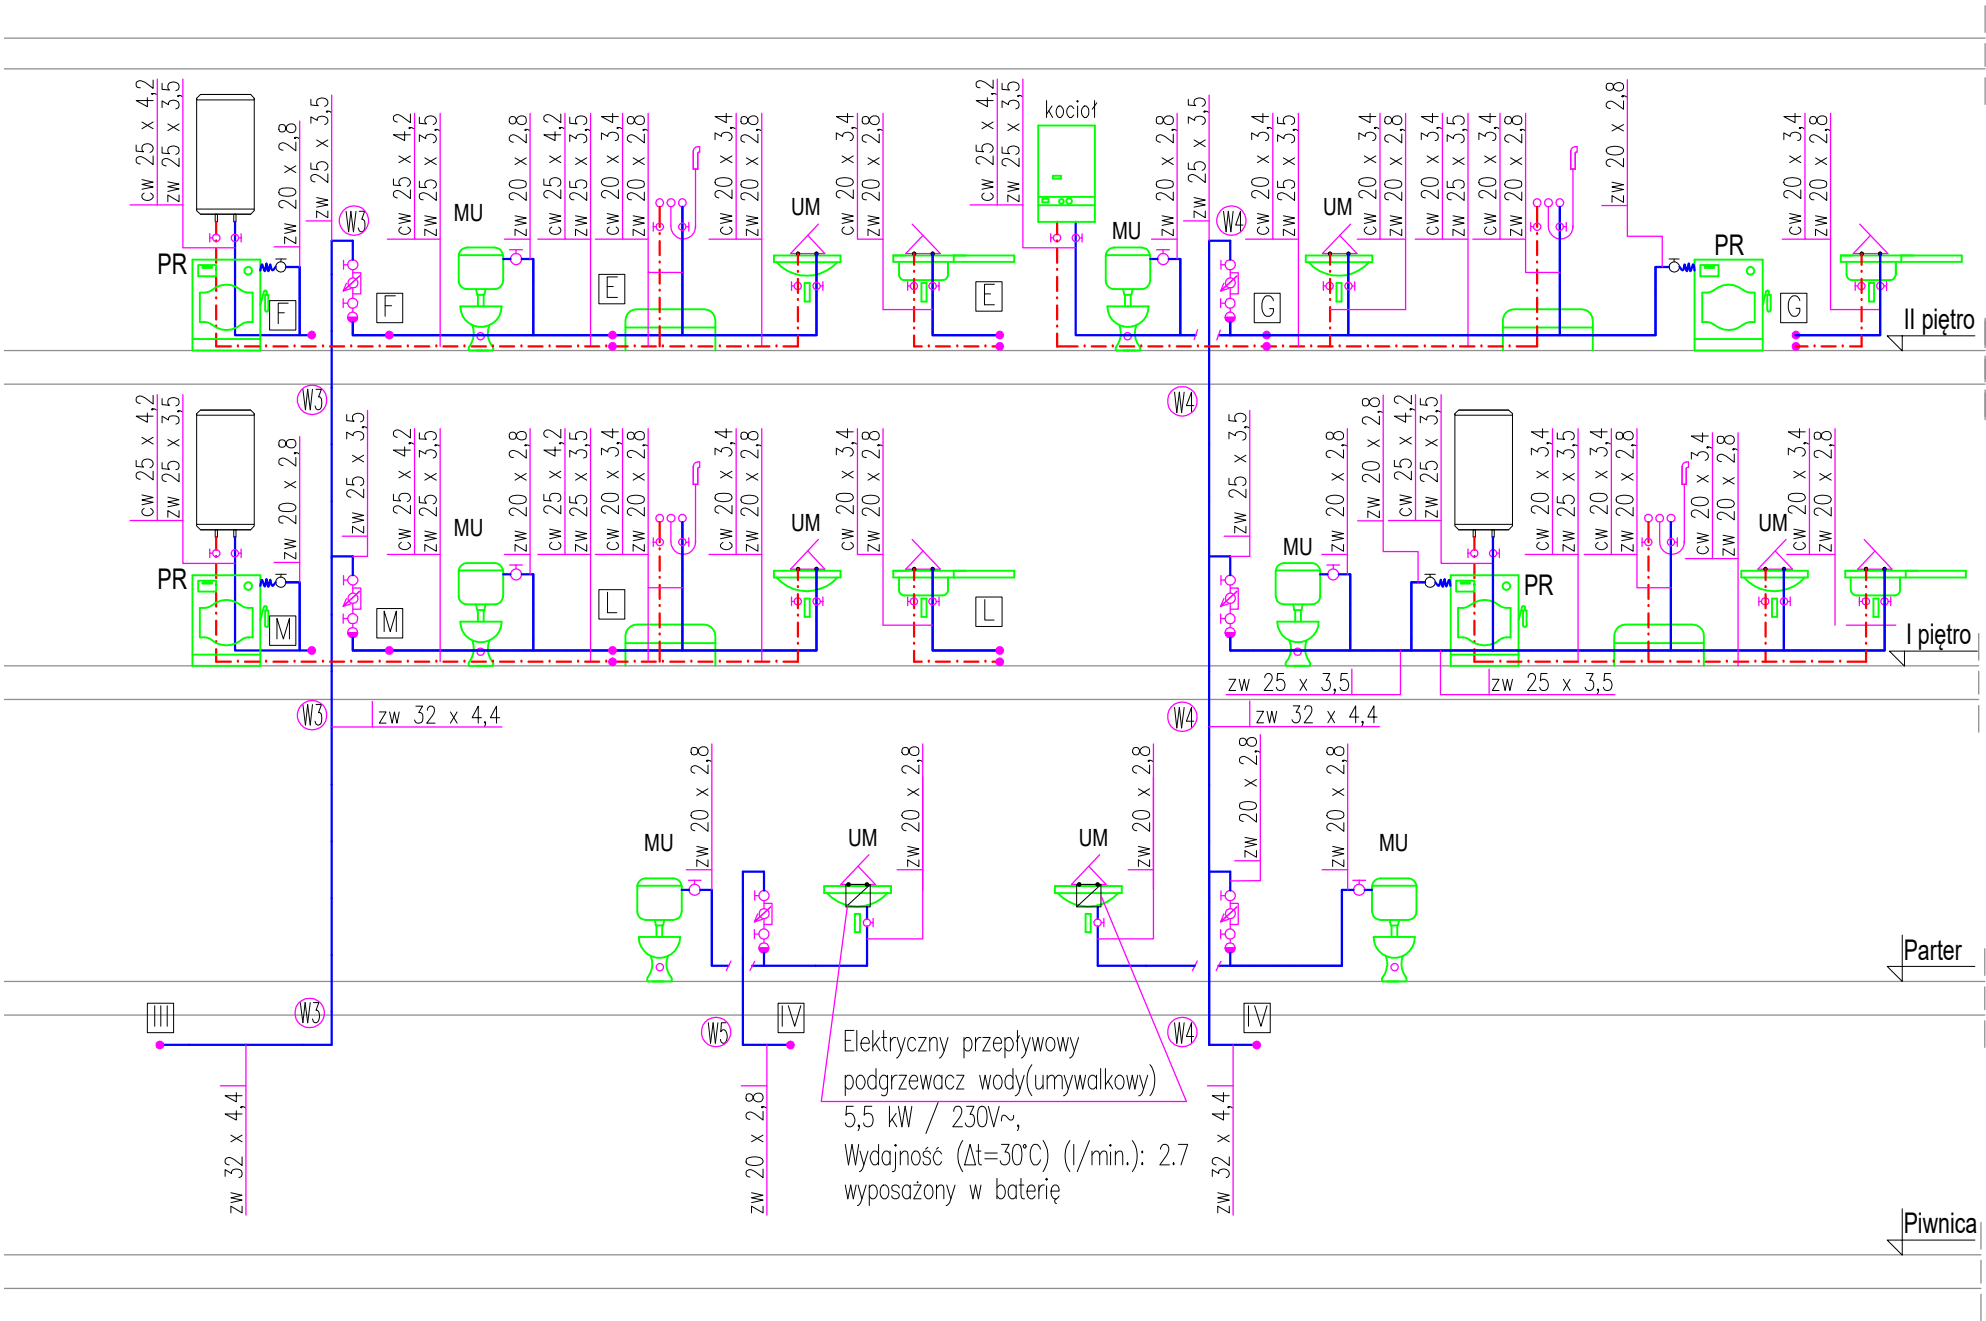 cw 25 x 4,2
zw 25 x 3,5
zw 20 x 2,8
zw 25 x 3,5
cw 25 x 4,2
zw 25 x 3,5
zw 20 x 2,8
cw 25 x 4,2
zw 25 x 3,5
cw 20 x 3,4
zw 20 x 2,8
cw 20 x 3,4
zw 20 x 2,8
cw 20 x 3,4
zw 20 x 2,8
cw 25 x 4,2
zw 25 x 3,5
kocioł
zw 20 x 2,8
zw 25 x 3,5
cw 20 x 3,4
zw 25 x 3,5
cw 20 x 3,4
zw 20 x 2,8
cw 20 x 3,4
zw 25 x 3,5
cw 20 x 3,4
zw 20 x 2,8
zw 20 x 2,8
cw 20 x 3,4
zw 20 x 2,8
W3
MU
UM
MU
W4
UM
PR
PR
F
F
E
E
G
G
II piętro
W3
W4
cw 25 x 4,2
zw 25 x 3,5
zw 20 x 2,8
zw 25 x 3,5
cw 25 x 4,2
zw 25 x 3,5
zw 20 x 2,8
cw 25 x 4,2
zw 25 x 3,5
cw 20 x 3,4
zw 20 x 2,8
cw 20 x 3,4
zw 20 x 2,8
cw 20 x 3,4
zw 20 x 2,8
zw 25 x 3,5
zw 20 x 2,8
zw 20 x 2,8
cw 25 x 4,2
zw 25 x 3,5
cw 20 x 3,4
zw 25 x 3,5
cw 20 x 3,4
zw 20 x 2,8
cw 20 x 3,4
zw 20 x 2,8
cw 20 x 3,4
zw 20 x 2,8
MU
UM
MU
UM
PR
PR
M
M
L
L
I piętro
zw 25 x 3,5
zw 25 x 3,5
W3
zw 32 x 4,4
W4
zw 32 x 4,4
zw 20 x 2,8
zw 20 x 2,8
zw 20 x 2,8
zw 20 x 2,8
zw 20 x 2,8
MU
UM
UM
MU
Parter
III
W3
W5
IV
W4
IV
Elektryczny przepływowy
podgrzewacz wody(umywalkowy)
5,5 kW / 230V~,
Wydajność (Δt=30°C) (l/min.): 2.7
wyposażony w baterię
zw 32 x 4,4
zw 20 x 2,8
zw 32 x 4,4
Piwnica